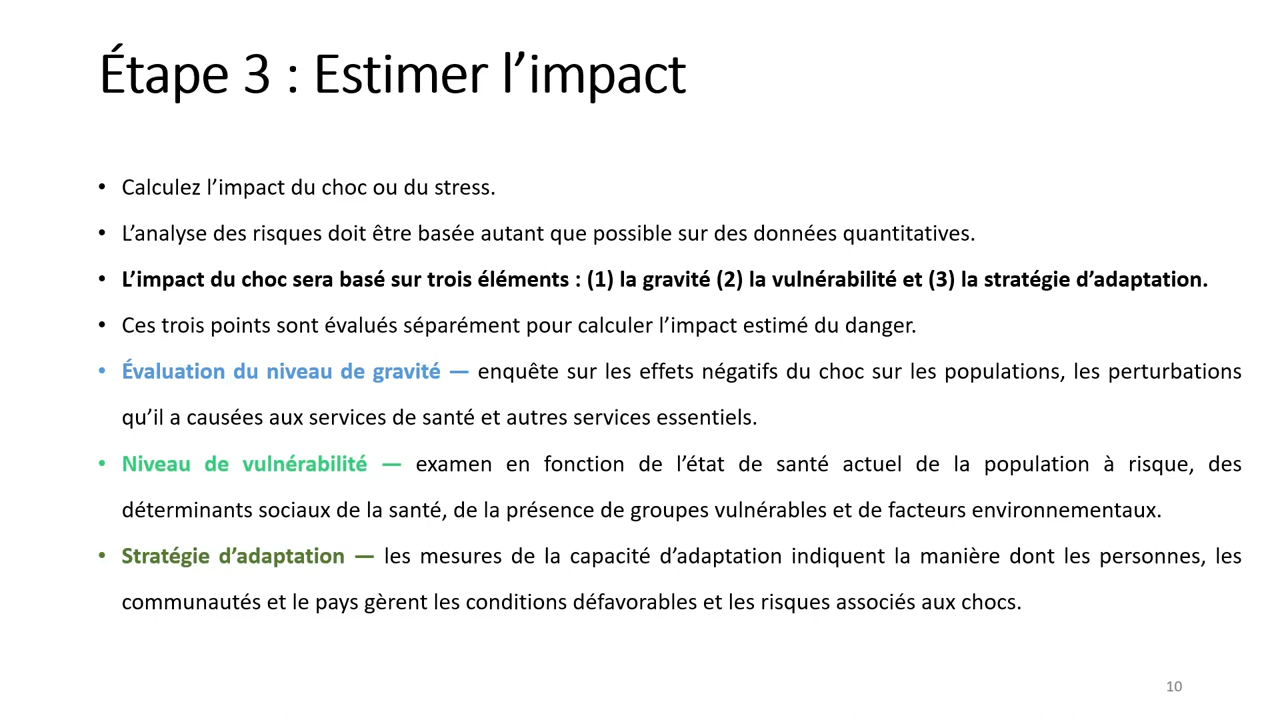 Étape 3 : Estimer l’impact
• Calculez l’impact du choc ou du stress.
• L’analyse des risques doit être basée autant que possible sur des données quantitatives.
• L’impact du choc sera basé sur trois éléments : (1) la gravité (2) la vulnérabilité et (3) la stratégie d’adaptation.
• Ces trois points sont évalués séparément pour calculer l’impact estimé du danger.
• Évaluation du niveau de gravité — enquête sur les effets négatifs du choc sur les populations, les perturbations
qu’il a causées aux services de santé et autres services essentiels.
• Niveau de vulnérabilité — examen en fonction de l’état de santé actuel de la population à risque, des
déterminants sociaux de la santé, de la présence de groupes vulnérables et de facteurs environnementaux.
• Stratégie d’adaptation — les mesures de la capacité d’adaptation indiquent la manière dont les personnes, les
communautés et le pays gèrent les conditions défavorables et les risques associés aux chocs.
10